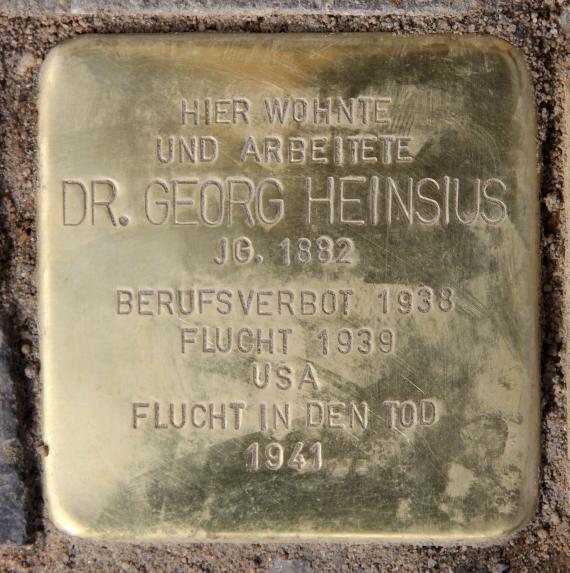 HIER WOHNTE
UND ARBEITETE
DR. GEORG HEINSIUS
JG. 1882
BERUFSVERBOT 1938
FLUCHT 1939
USA
FLUCHT IN DEN TOD
1941